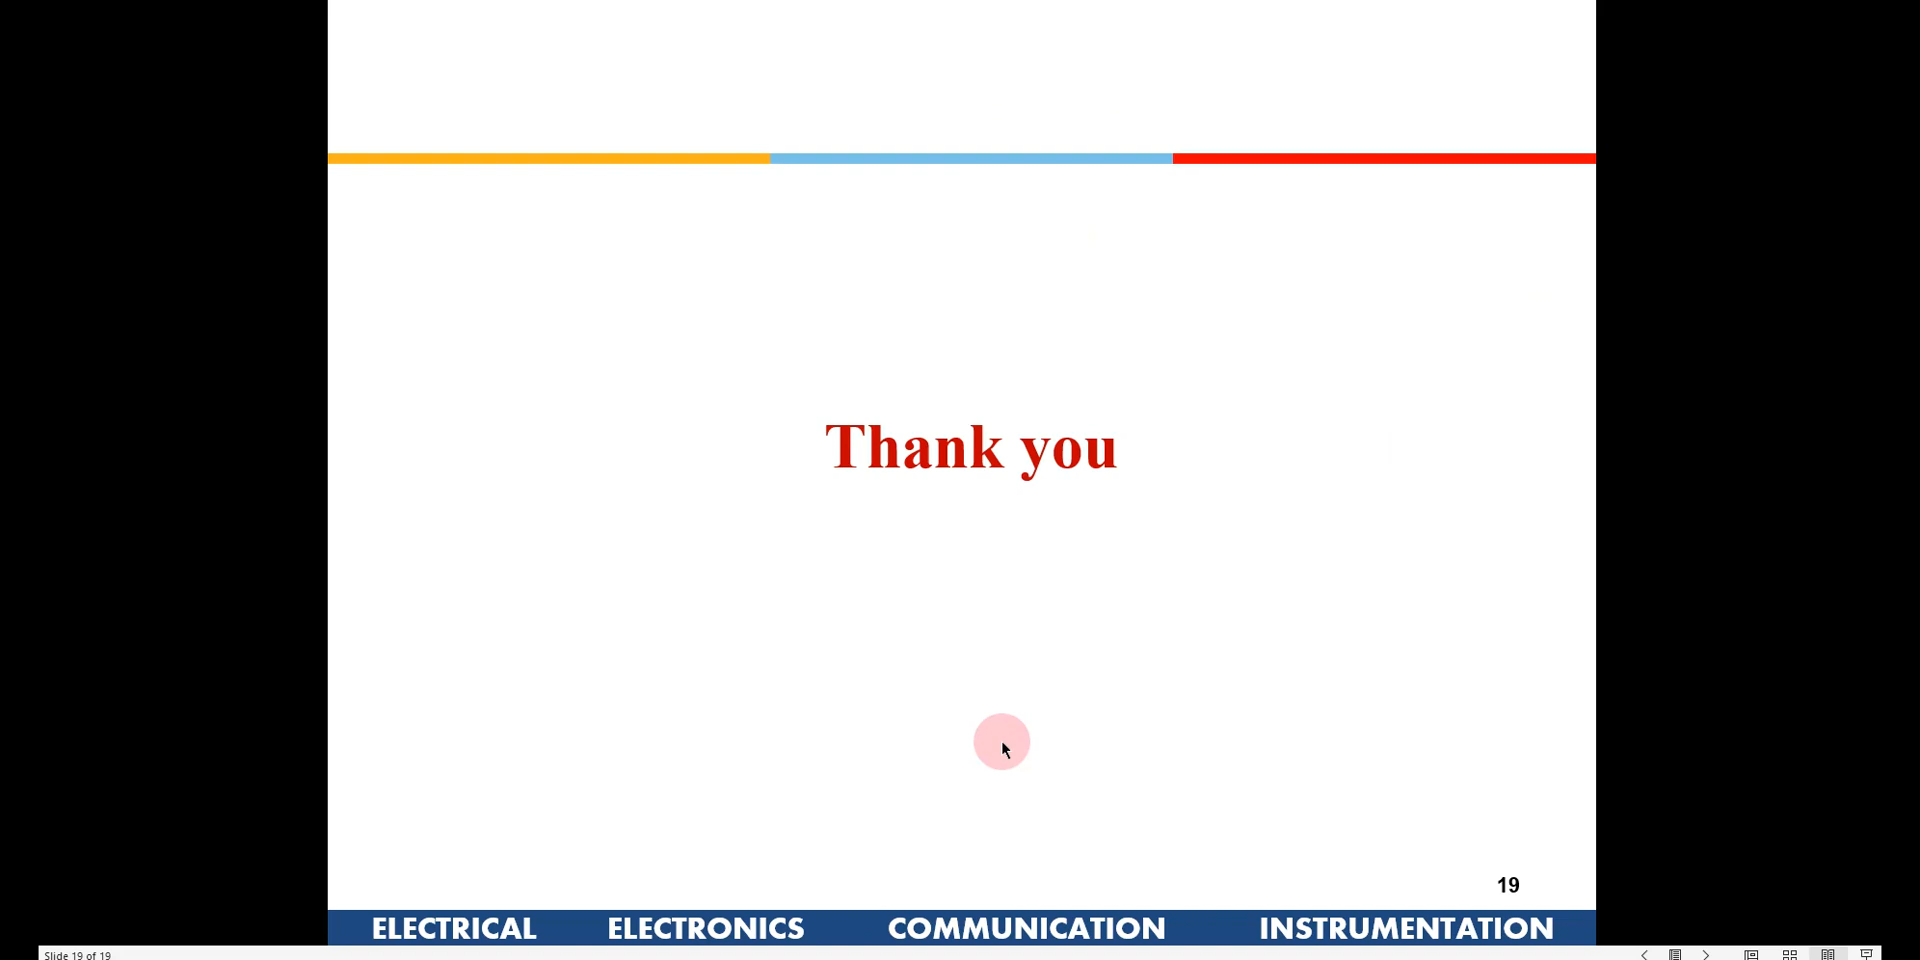 Thank you
19
ELECTRICAL ELECTRONICS COMMUNICATION INSTRUMENTATION
Slide 19 of 19